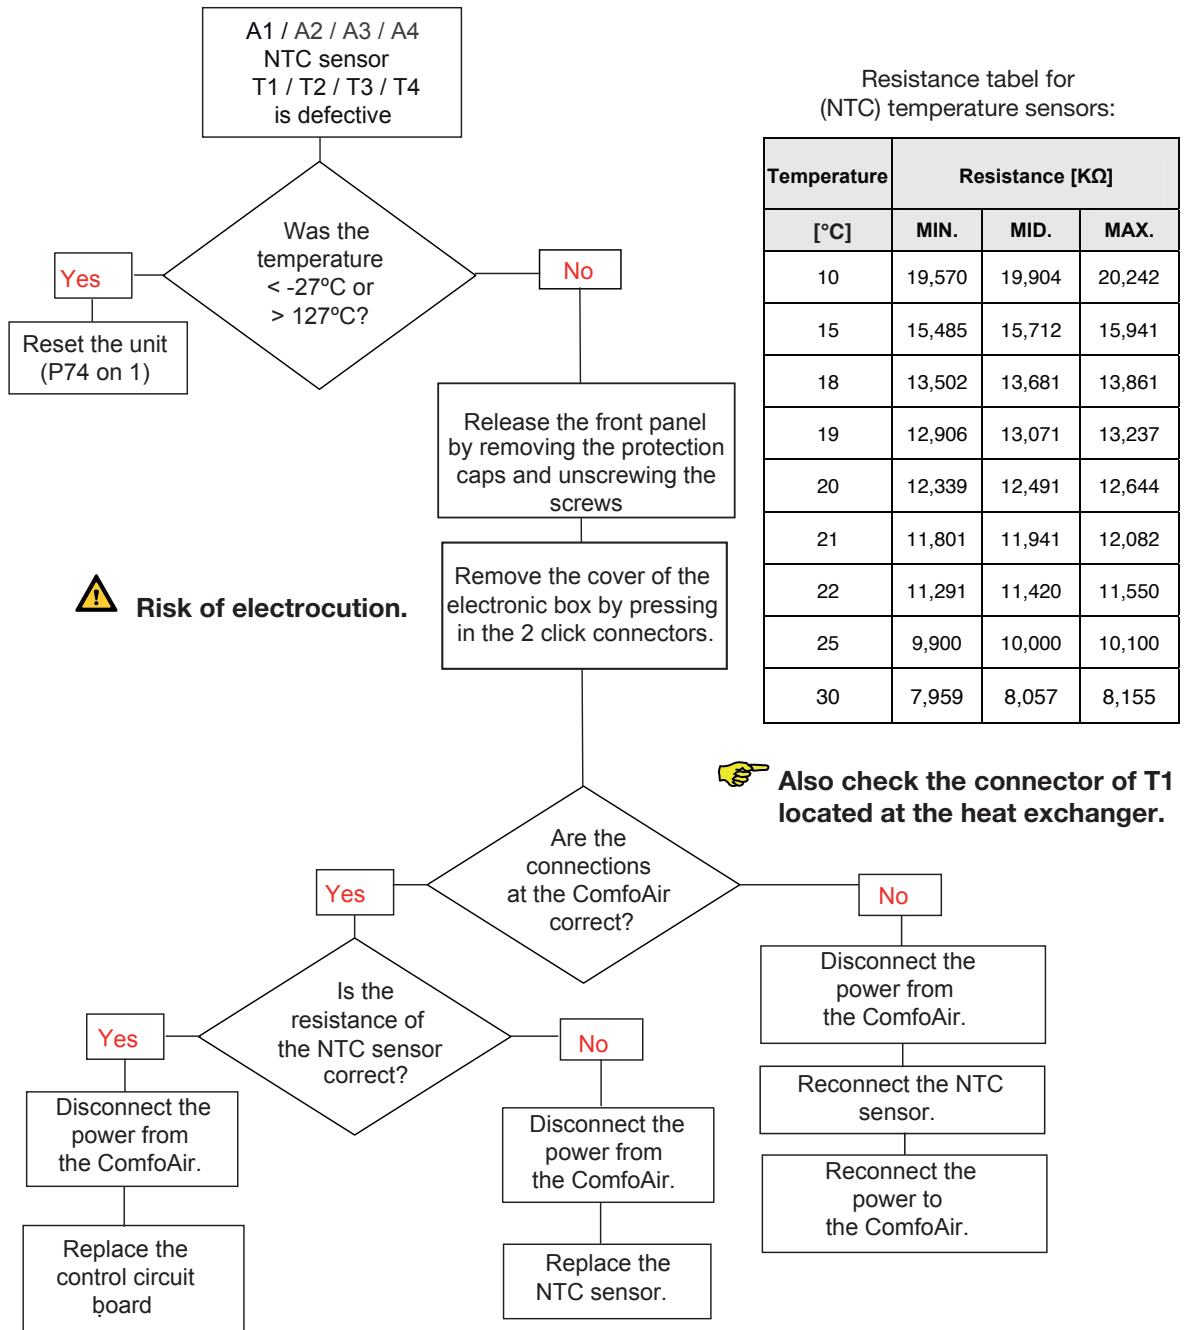 A1 / A2 / A3 / A4
NTC sensor
T1 / T2 / T3 / T4
is defective
Was the
temperature
< -27ºC or
> 127ºC?
Yes
No
Reset the unit
(P74 on 1)
Release the front panel
by removing the protection
caps and unscrewing the
screws
Remove the cover of the
electronic box by pressing
in the 2 click connectors.
Risk of electrocution.
Resistance tabel for
(NTC) temperature sensors:
Temperature Resistance [KΩ]
[°C] MIN. MID. MAX.
10 19,570 19,904 20,242
15 15,485 15,712 15,941
18 13,502 13,681 13,861
19 12,906 13,071 13,237
20 12,339 12,491 12,644
21 11,801 11,941 12,082
22 11,291 11,420 11,550
25 9,900 10,000 10,100
30 7,959 8,057 8,155
Also check the connector of T1
located at the heat exchanger.
Are the
connections
at the ComfoAir
correct?
Yes
No
Is the
resistance of
the NTC sensor
correct?
Yes
No
Disconnect the
power from
the ComfoAir.
Replace the
control circuit
board
Disconnect the
power from
the ComfoAir.
Replace the
NTC sensor.
Disconnect the
power from
the ComfoAir.
Reconnect the NTC
sensor.
Reconnect the
power to
the ComfoAir.